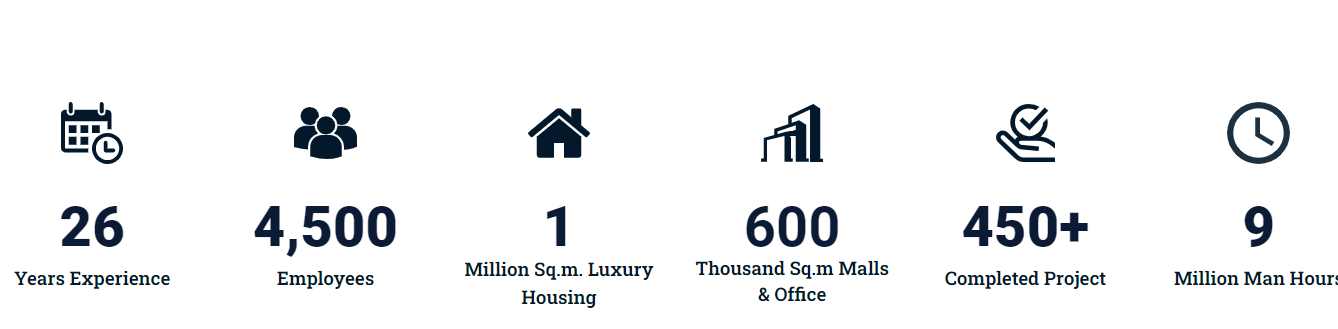 26
Years Experience
4,500
Employees
1
Million Sq.m. Luxury
Housing
600
Thousand Sq.m Malls
& Office
450+
Completed Project
9
Million Man Hours